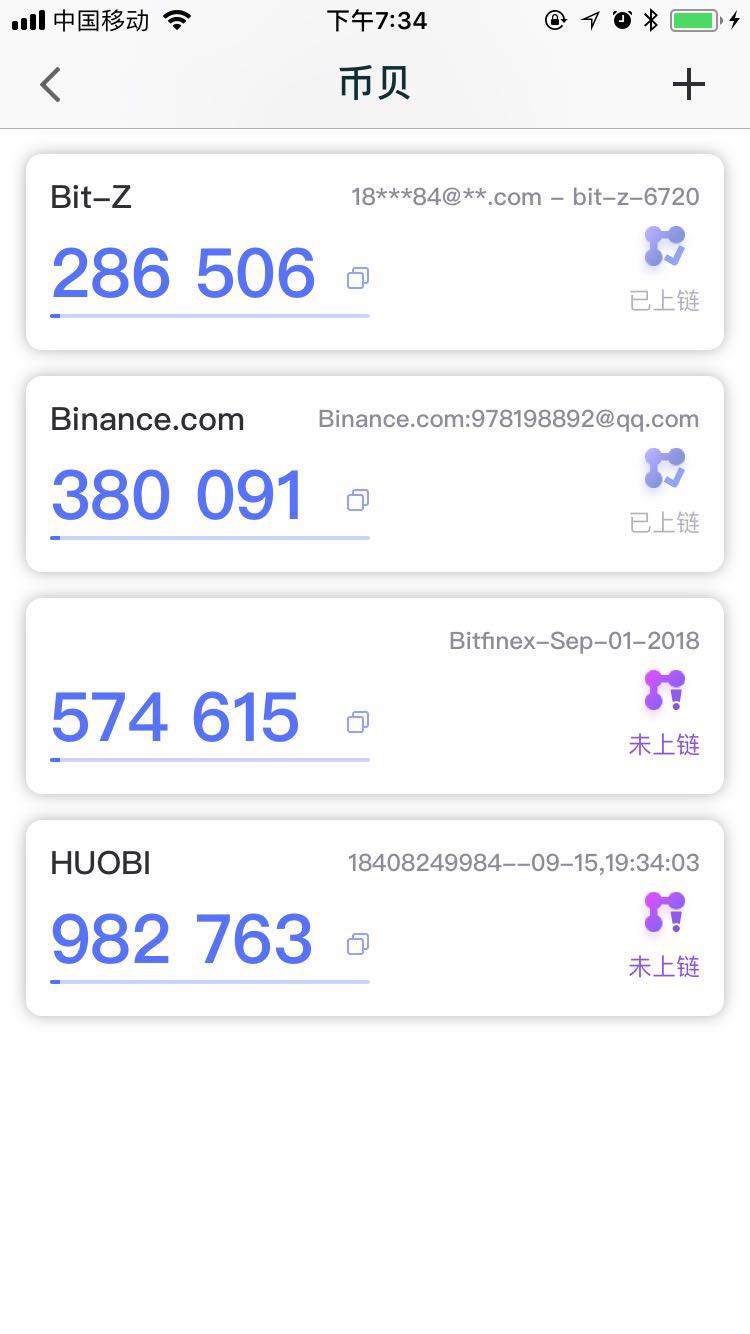 中国移动
下午7:34
币贝
Bit-Z
18***84@**.com - bit-z-6720
286 506
已上链
Binance.com
Binance.com:978198892@qq.com
380 091
已上链
Bitfinex-Sep-01-2018
574 615
未上链
HUOBI
18408249984--09-15,19:34:03
982 763
未上链